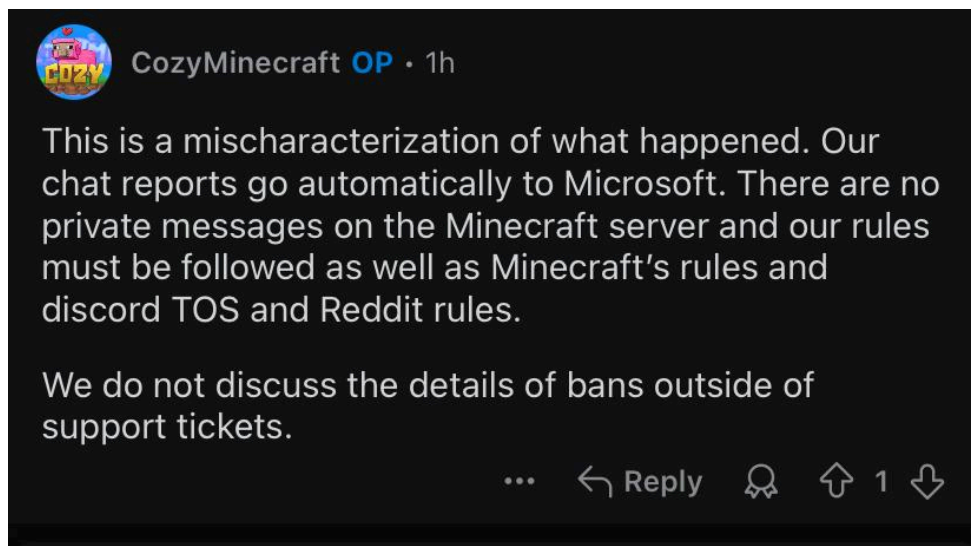 COZY
CozyMinecraft OP • 1h
This is a mischaracterization of what happened. Our
chat reports go automatically to Microsoft. There are no
private messages on the Minecraft server and our rules
must be followed as well as Minecraft's rules and
discord TOS and Reddit rules.
We do not discuss the details of bans outside of
support tickets.
... Reply 1